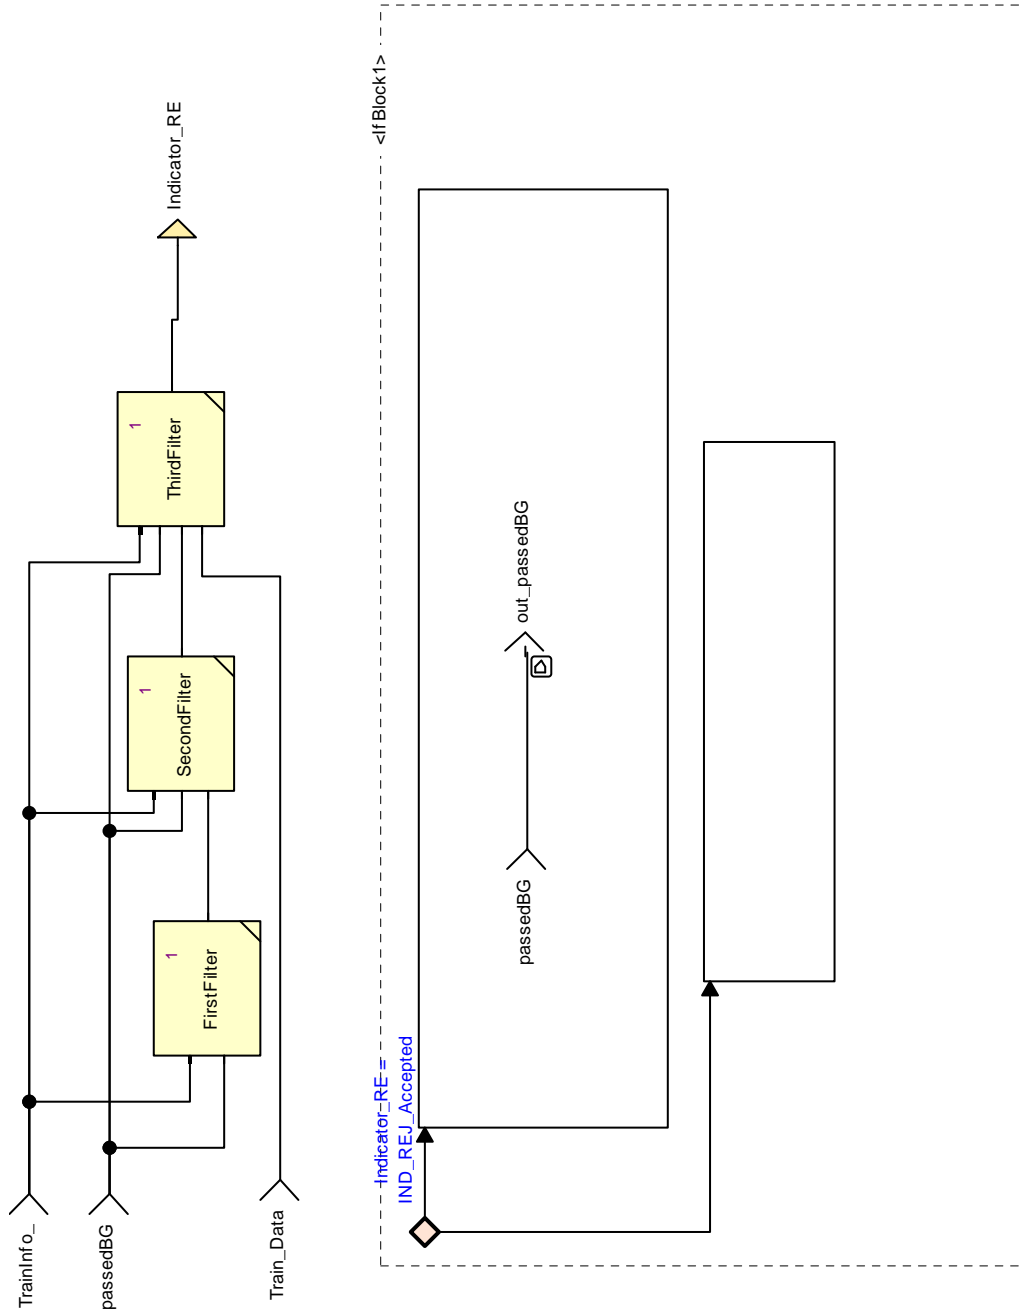 TrainInfo_
passedBG
Train_Data
1
FirstFilter
1
SecondFilter
1
ThirdFilter
Indicator_RE
<If Block1>
Indicator_RE =
IND_REJ_Accepted
passedBG
out_passedBG